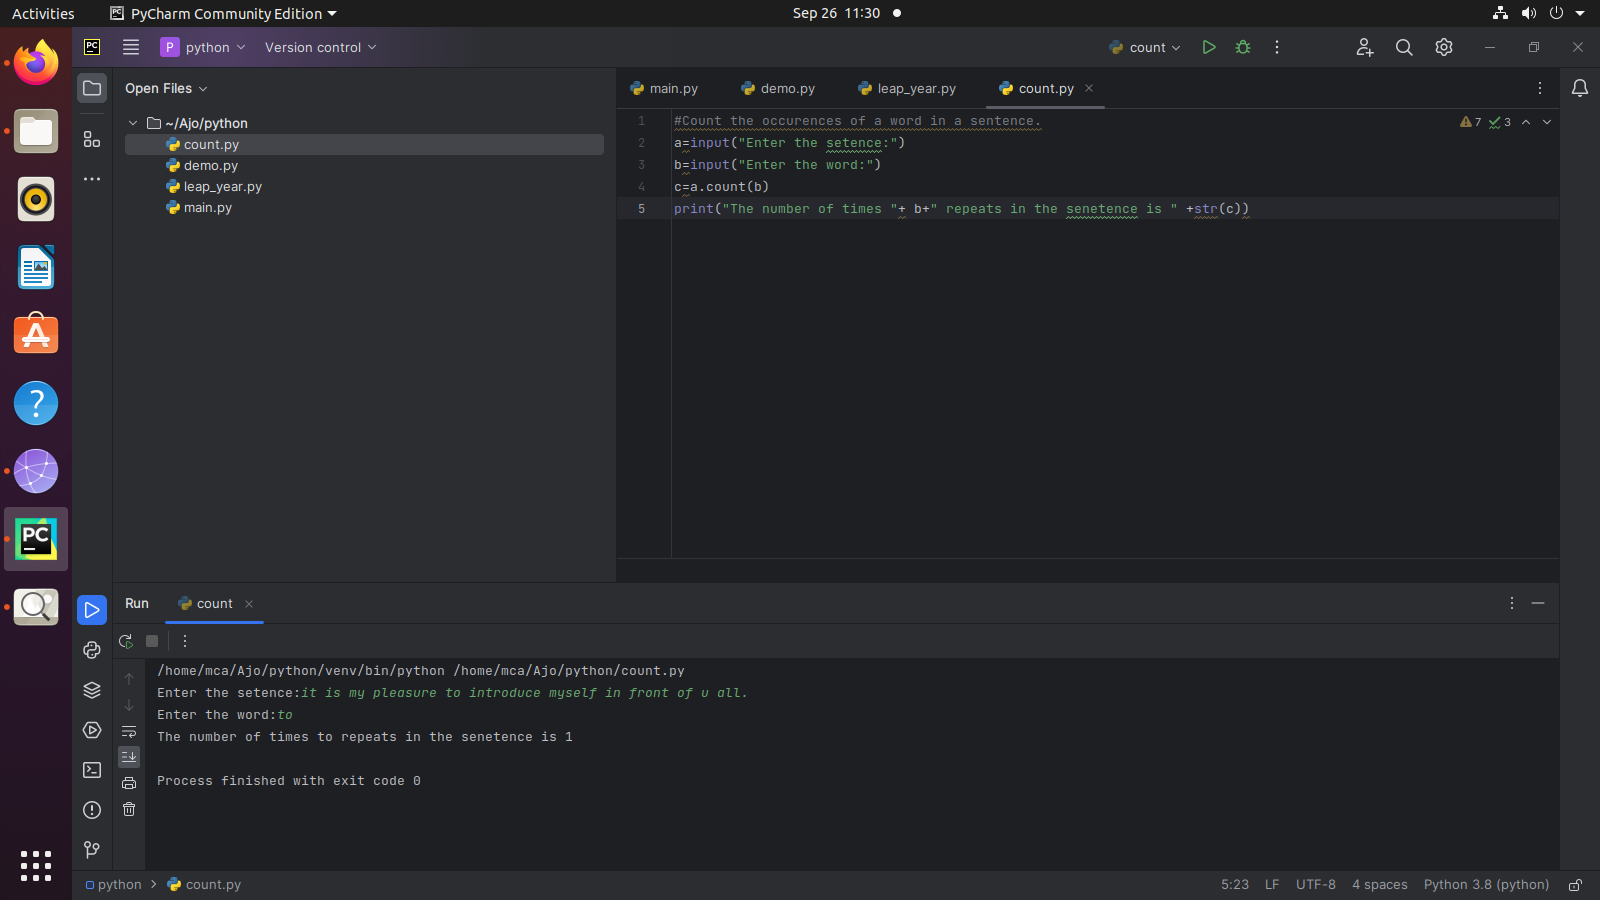 Activities PyCharm Community Edition Sep 26 11:30
PC P python Version control count
Open Files
~/Ajo/python
count.py
demo.py
leap_year.py
main.py
main.py demo.py leap_year.py count.py
1 #Count the occurences of a word in a sentence. 7 3
2 a=input("Enter the setence:")
3 b=input("Enter the word:")
4 c=a.count(b)
5 print("The number of times "+ b+" repeats in the senetence is " +str(c))
PC
Run count
/home/mca/Ajo/python/venv/bin/python /home/mca/Ajo/python/count.py
Enter the setence:it is my pleasure to introduce myself in front of u all.
Enter the word:to
The number of times to repeats in the senetence is 1
Process finished with exit code 0
python > count.py 5:23 LF UTF-8 4 spaces Python 3.8 (python)